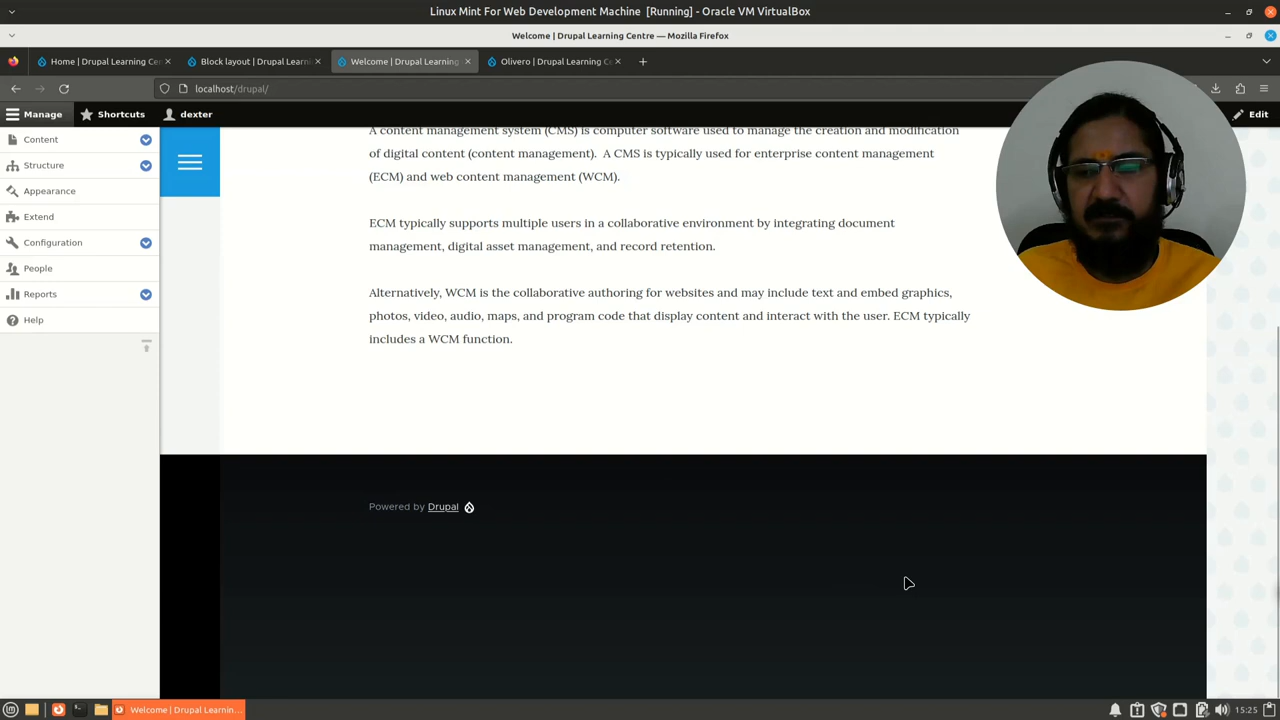 Linux Mint For Web Development Machine [Running] - Oracle VM VirtualBox
Welcome | Drupal Learning Centre — Mozilla Firefox
Home | Drupal Learning Ce
Block layout | Drupal Learni
Welcome | Drupal Learning
Olivero | Drupal Learning Ce
localhost/drupal/
Manage
Shortcuts
dexter
Edit
Content
Structure
Appearance
Extend
Configuration
People
Reports
Help
A content management system (CMS) is computer software used to manage the creation and modification
of digital content (content management). A CMS is typically used for enterprise content management
(ECM) and web content management (WCM).
ECM typically supports multiple users in a collaborative environment by integrating document
management, digital asset management, and record retention.
Alternatively, WCM is the collaborative authoring for websites and may include text and embed graphics,
photos, video, audio, maps, and program code that display content and interact with the user. ECM typically
includes a WCM function.
Powered by Drupal
Welcome | Drupal Learnin...
15:25